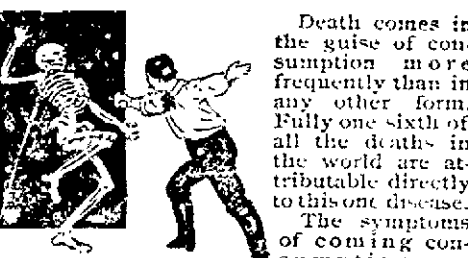 Death comes in
the guise of con-
sumption more
frequently than in
any other form.
Fully one sixth of
all the deaths in
the world are at-
tributable directly
to this one disease.
The symptoms
of coming con-